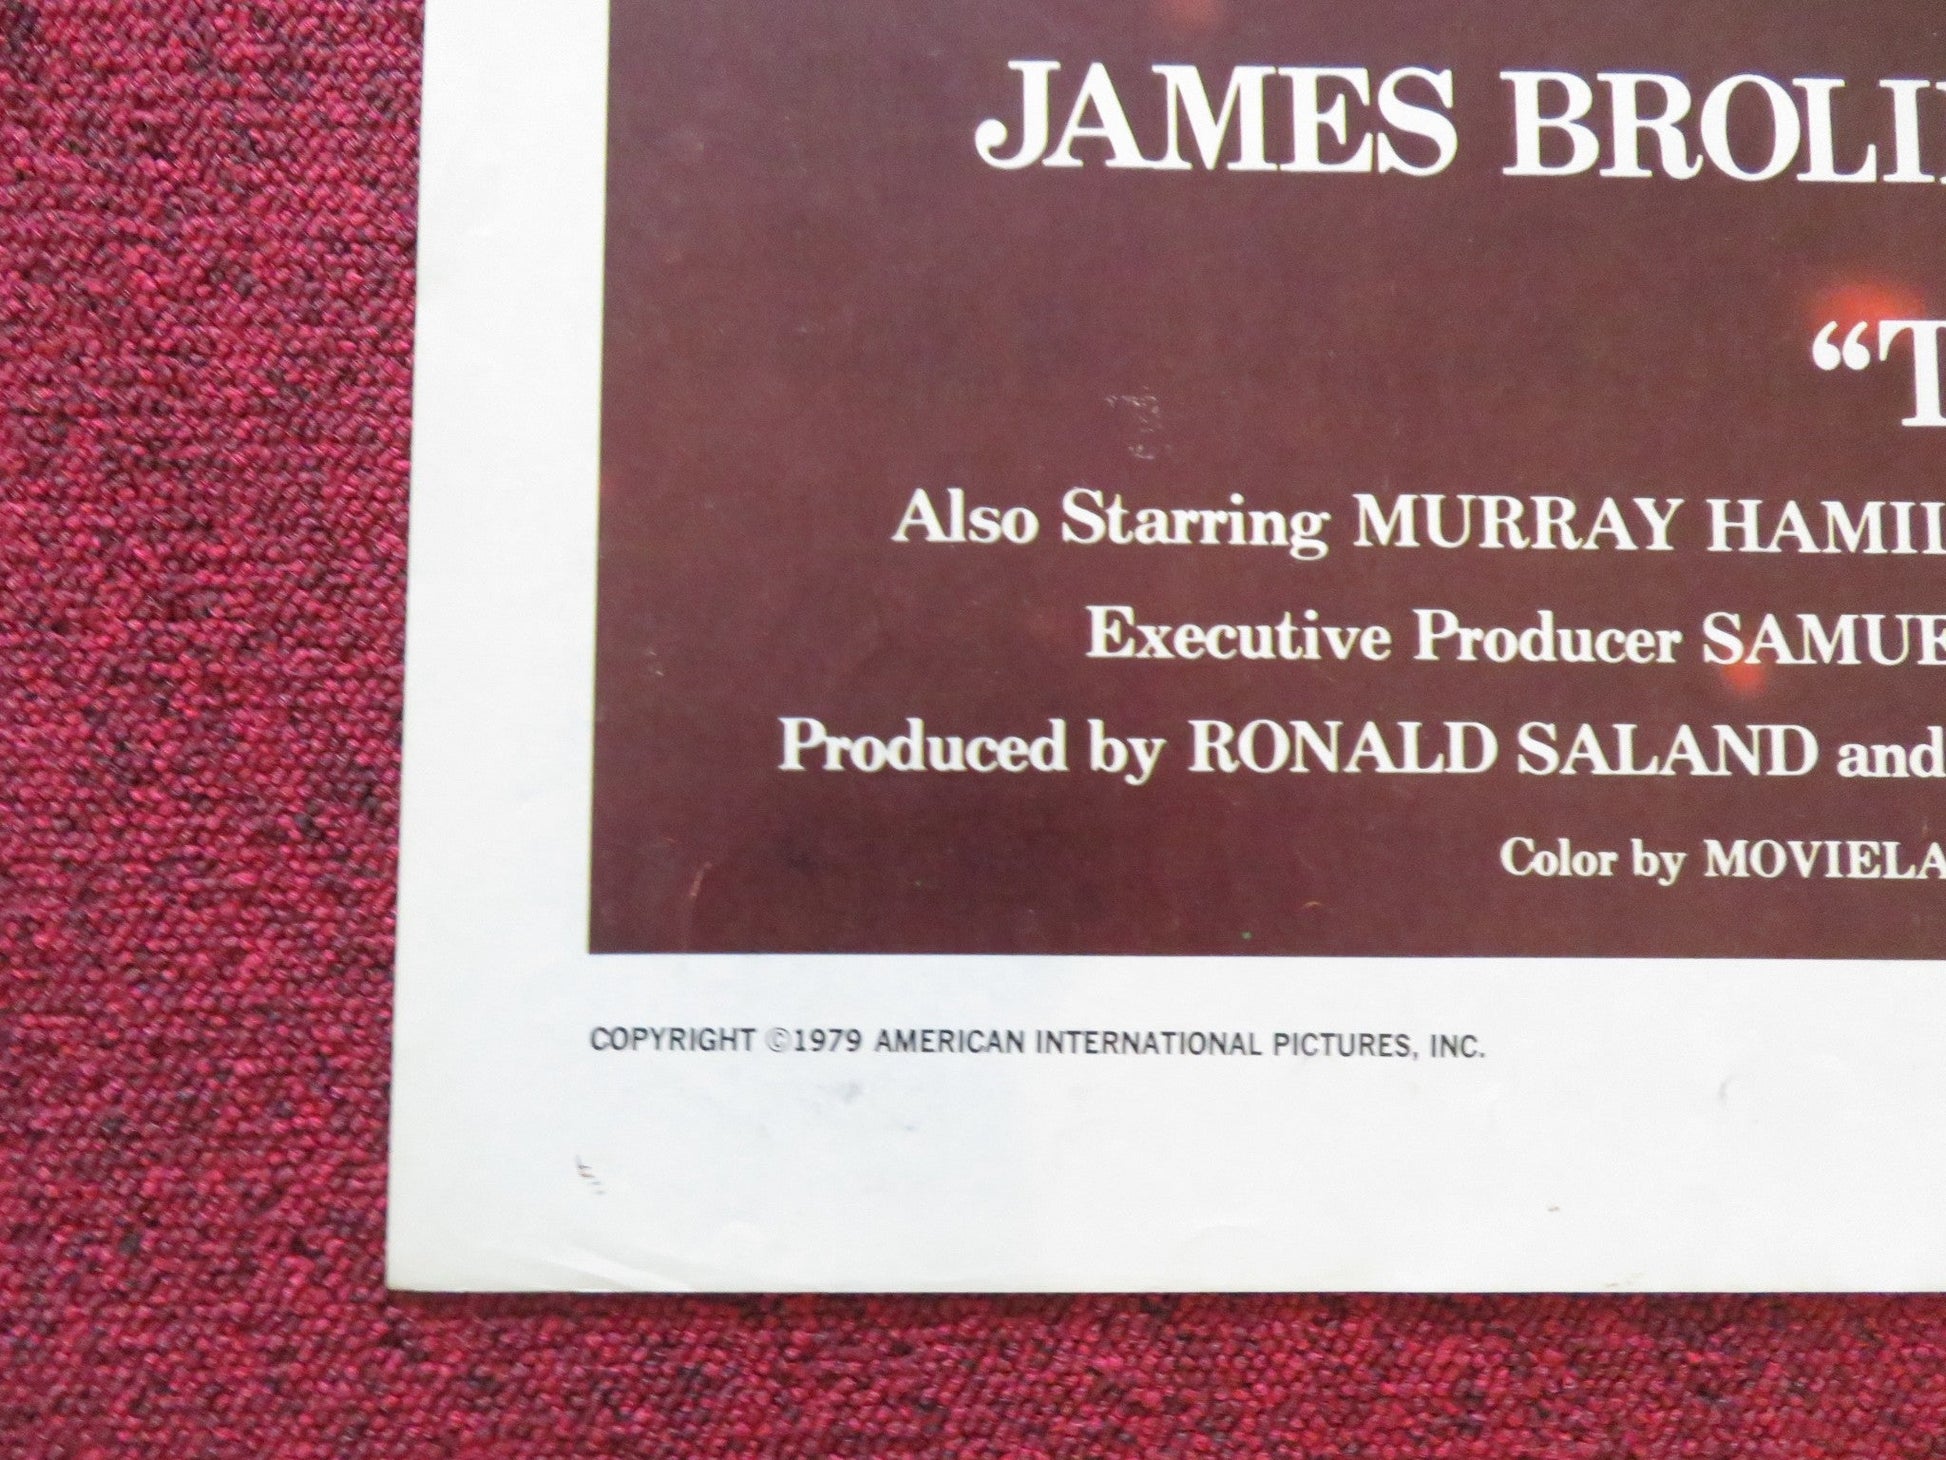 JAMES BROLI
“T
Also Starring MURRAY HAMIL
Executive Producer SAMUE
Produced by RONALD SALAND and
Color by MOVIELA
COPYRIGHT ©1979 AMERICAN INTERNATIONAL PICTURES, INC.